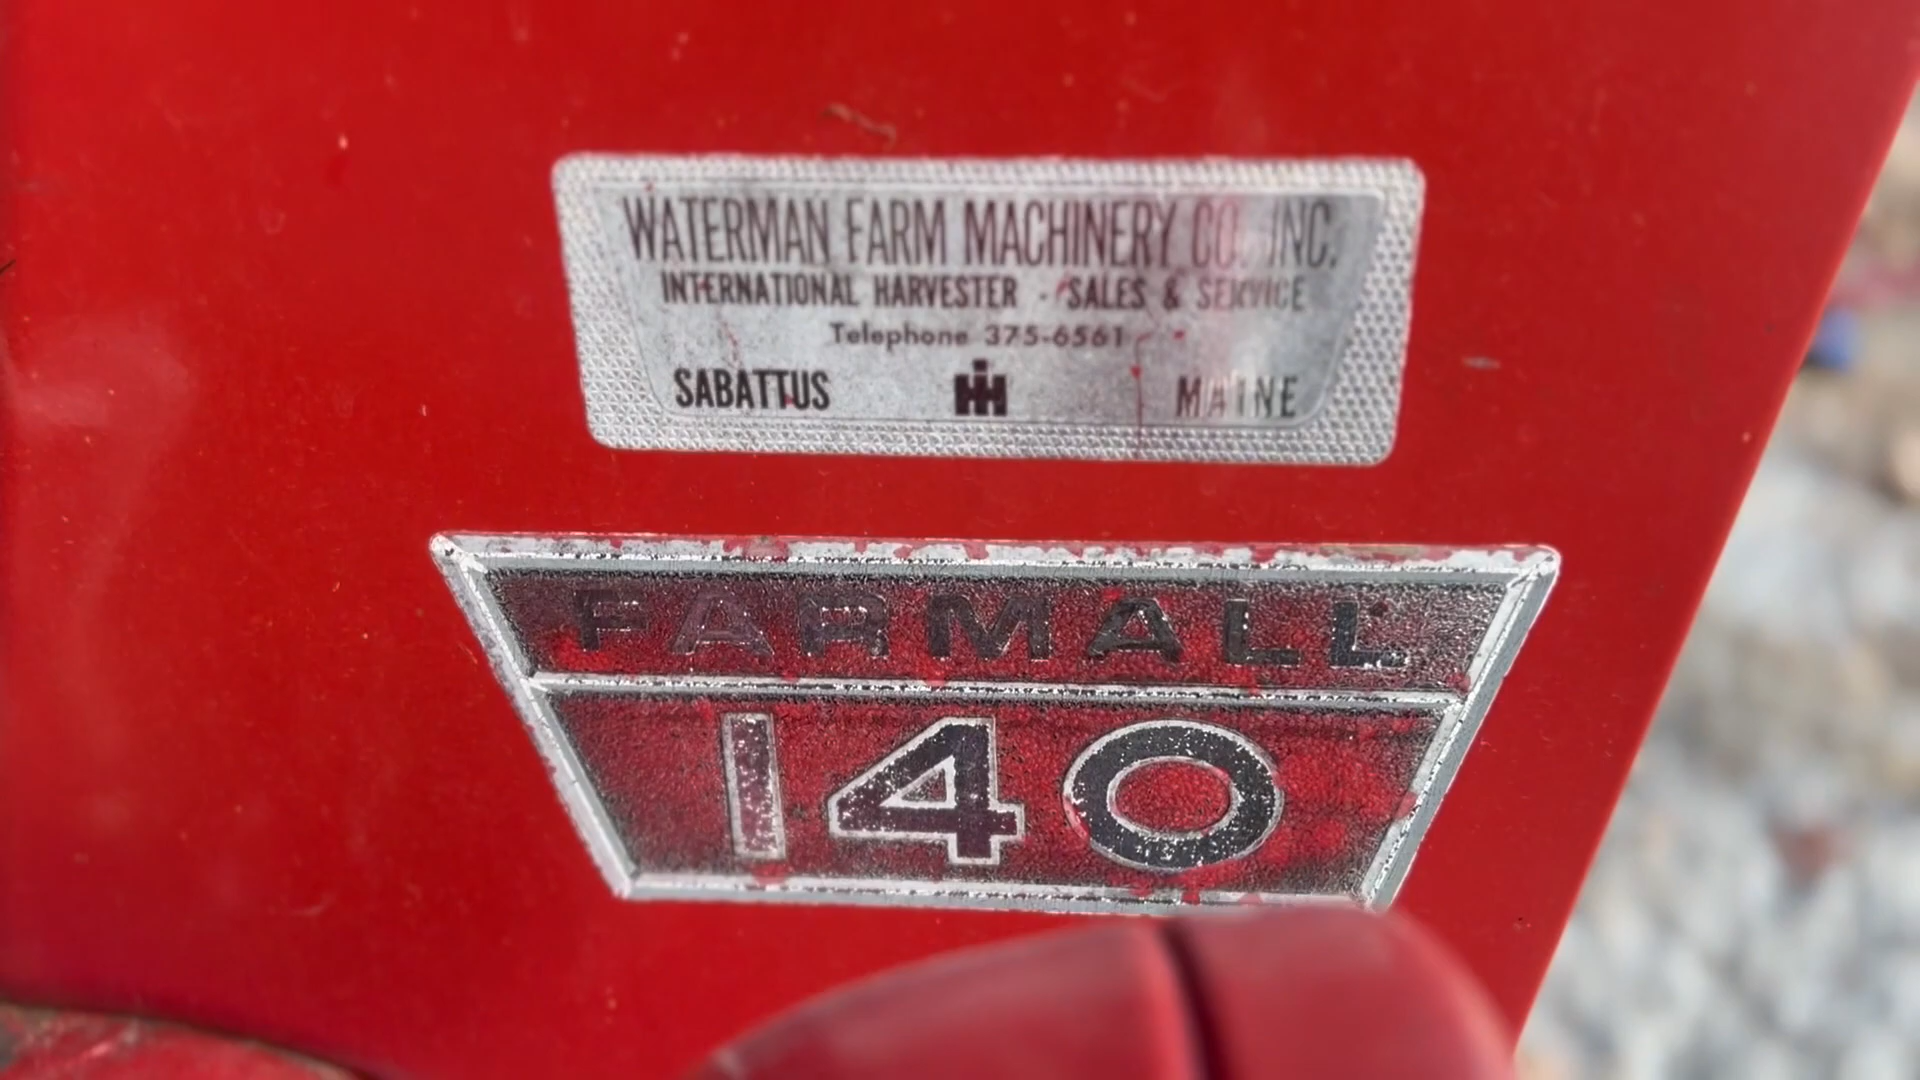 WATERMAN FARM MACHINERY CO. INC.
INTERNATIONAL HARVESTER - SALES & SERVICE
Telephone 375-6561
SABATTUS IH MAINE
FARMALL
140